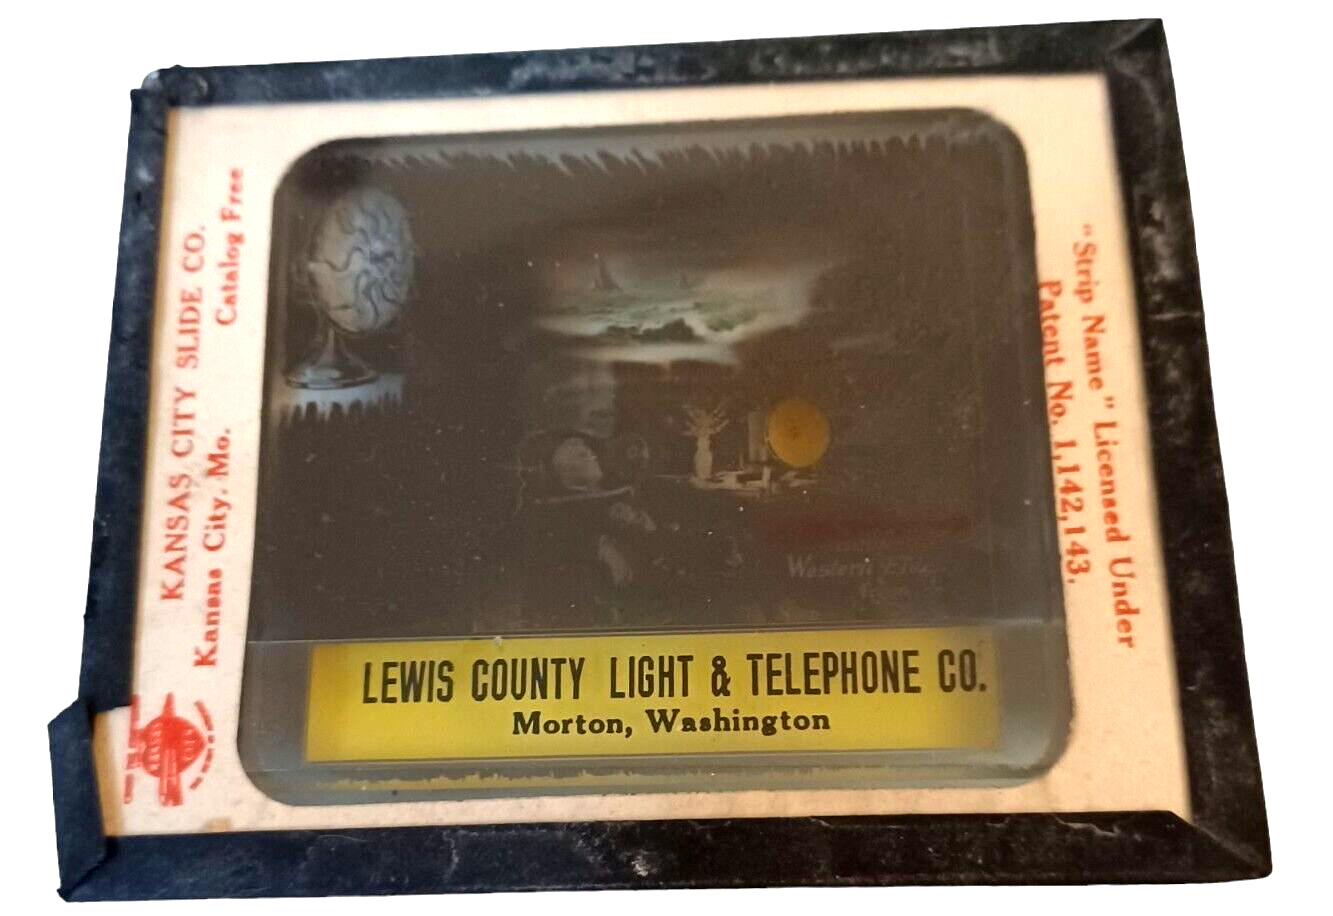 KANSAS CITY SLIDE CO.
Kansas City, Mo. Catalog Free
"Strip Name" Licensed Under
Patent No. 1,142,143.
Western
LEWIS COUNTY LIGHT & TELEPHONE CO.
Morton, Washington